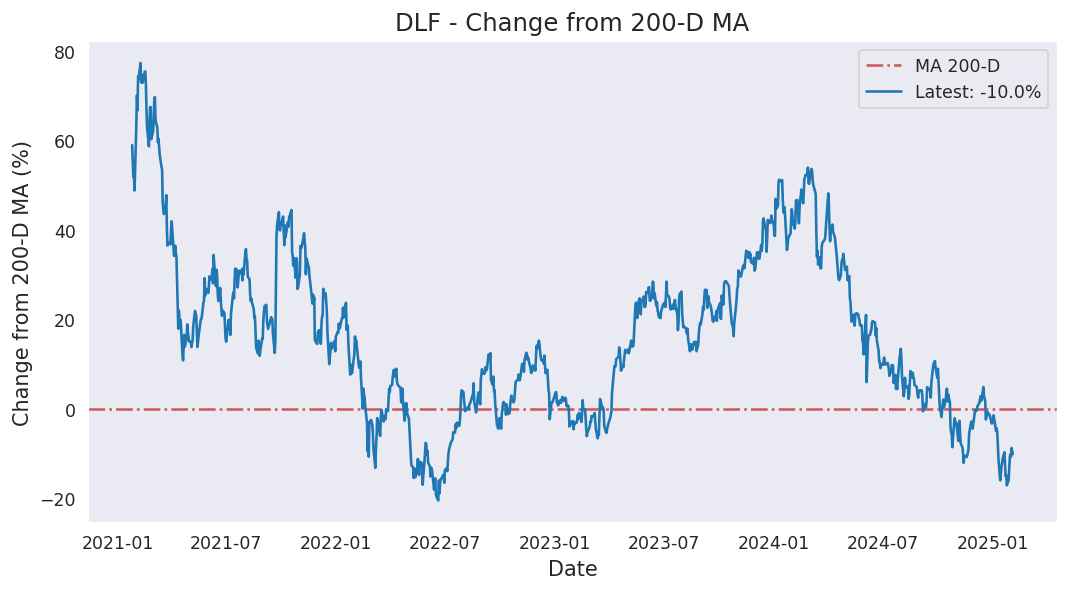 DLF - Change from 200-D MA
MA 200-D
Latest: -10.0%
Change from 200-D MA (%)
80
60
40
20
0
−20
2021-01 2021-07 2022-01 2022-07 2023-01 2023-07 2024-01 2024-07 2025-01
Date